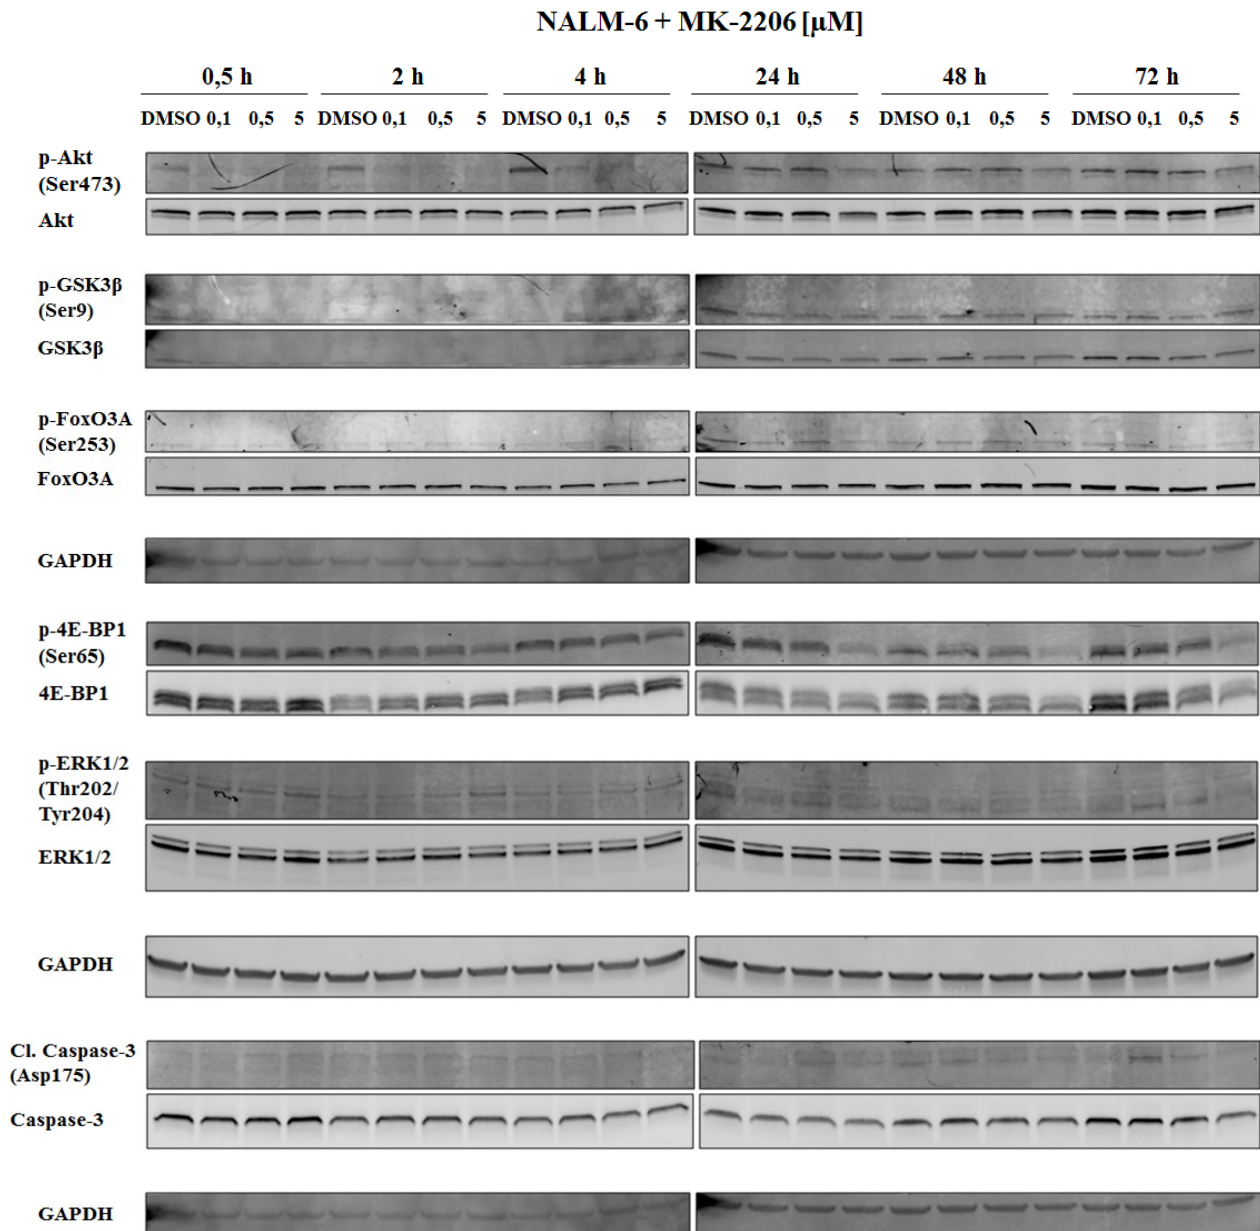 NALM-6 + MK-2206 [µM]
0,5 h 2 h 4 h 24 h 48 h 72 h
DMSO 0,1 0,5 5 DMSO 0,1 0,5 5 DMSO 0,1 0,5 5 DMSO 0,1 0,5 5 DMSO 0,1 0,5 5 DMSO 0,1 0,5 5
p-Akt
(Ser473)
Akt
p-GSK3β
(Ser9)
GSK3β
p-FoxO3A
(Ser253)
FoxO3A
GAPDH
p-4E-BP1
(Ser65)
4E-BP1
p-ERK1/2
(Thr202/
Tyr204)
ERK1/2
GAPDH
Cl. Caspase-3
(Asp175)
Caspase-3
GAPDH